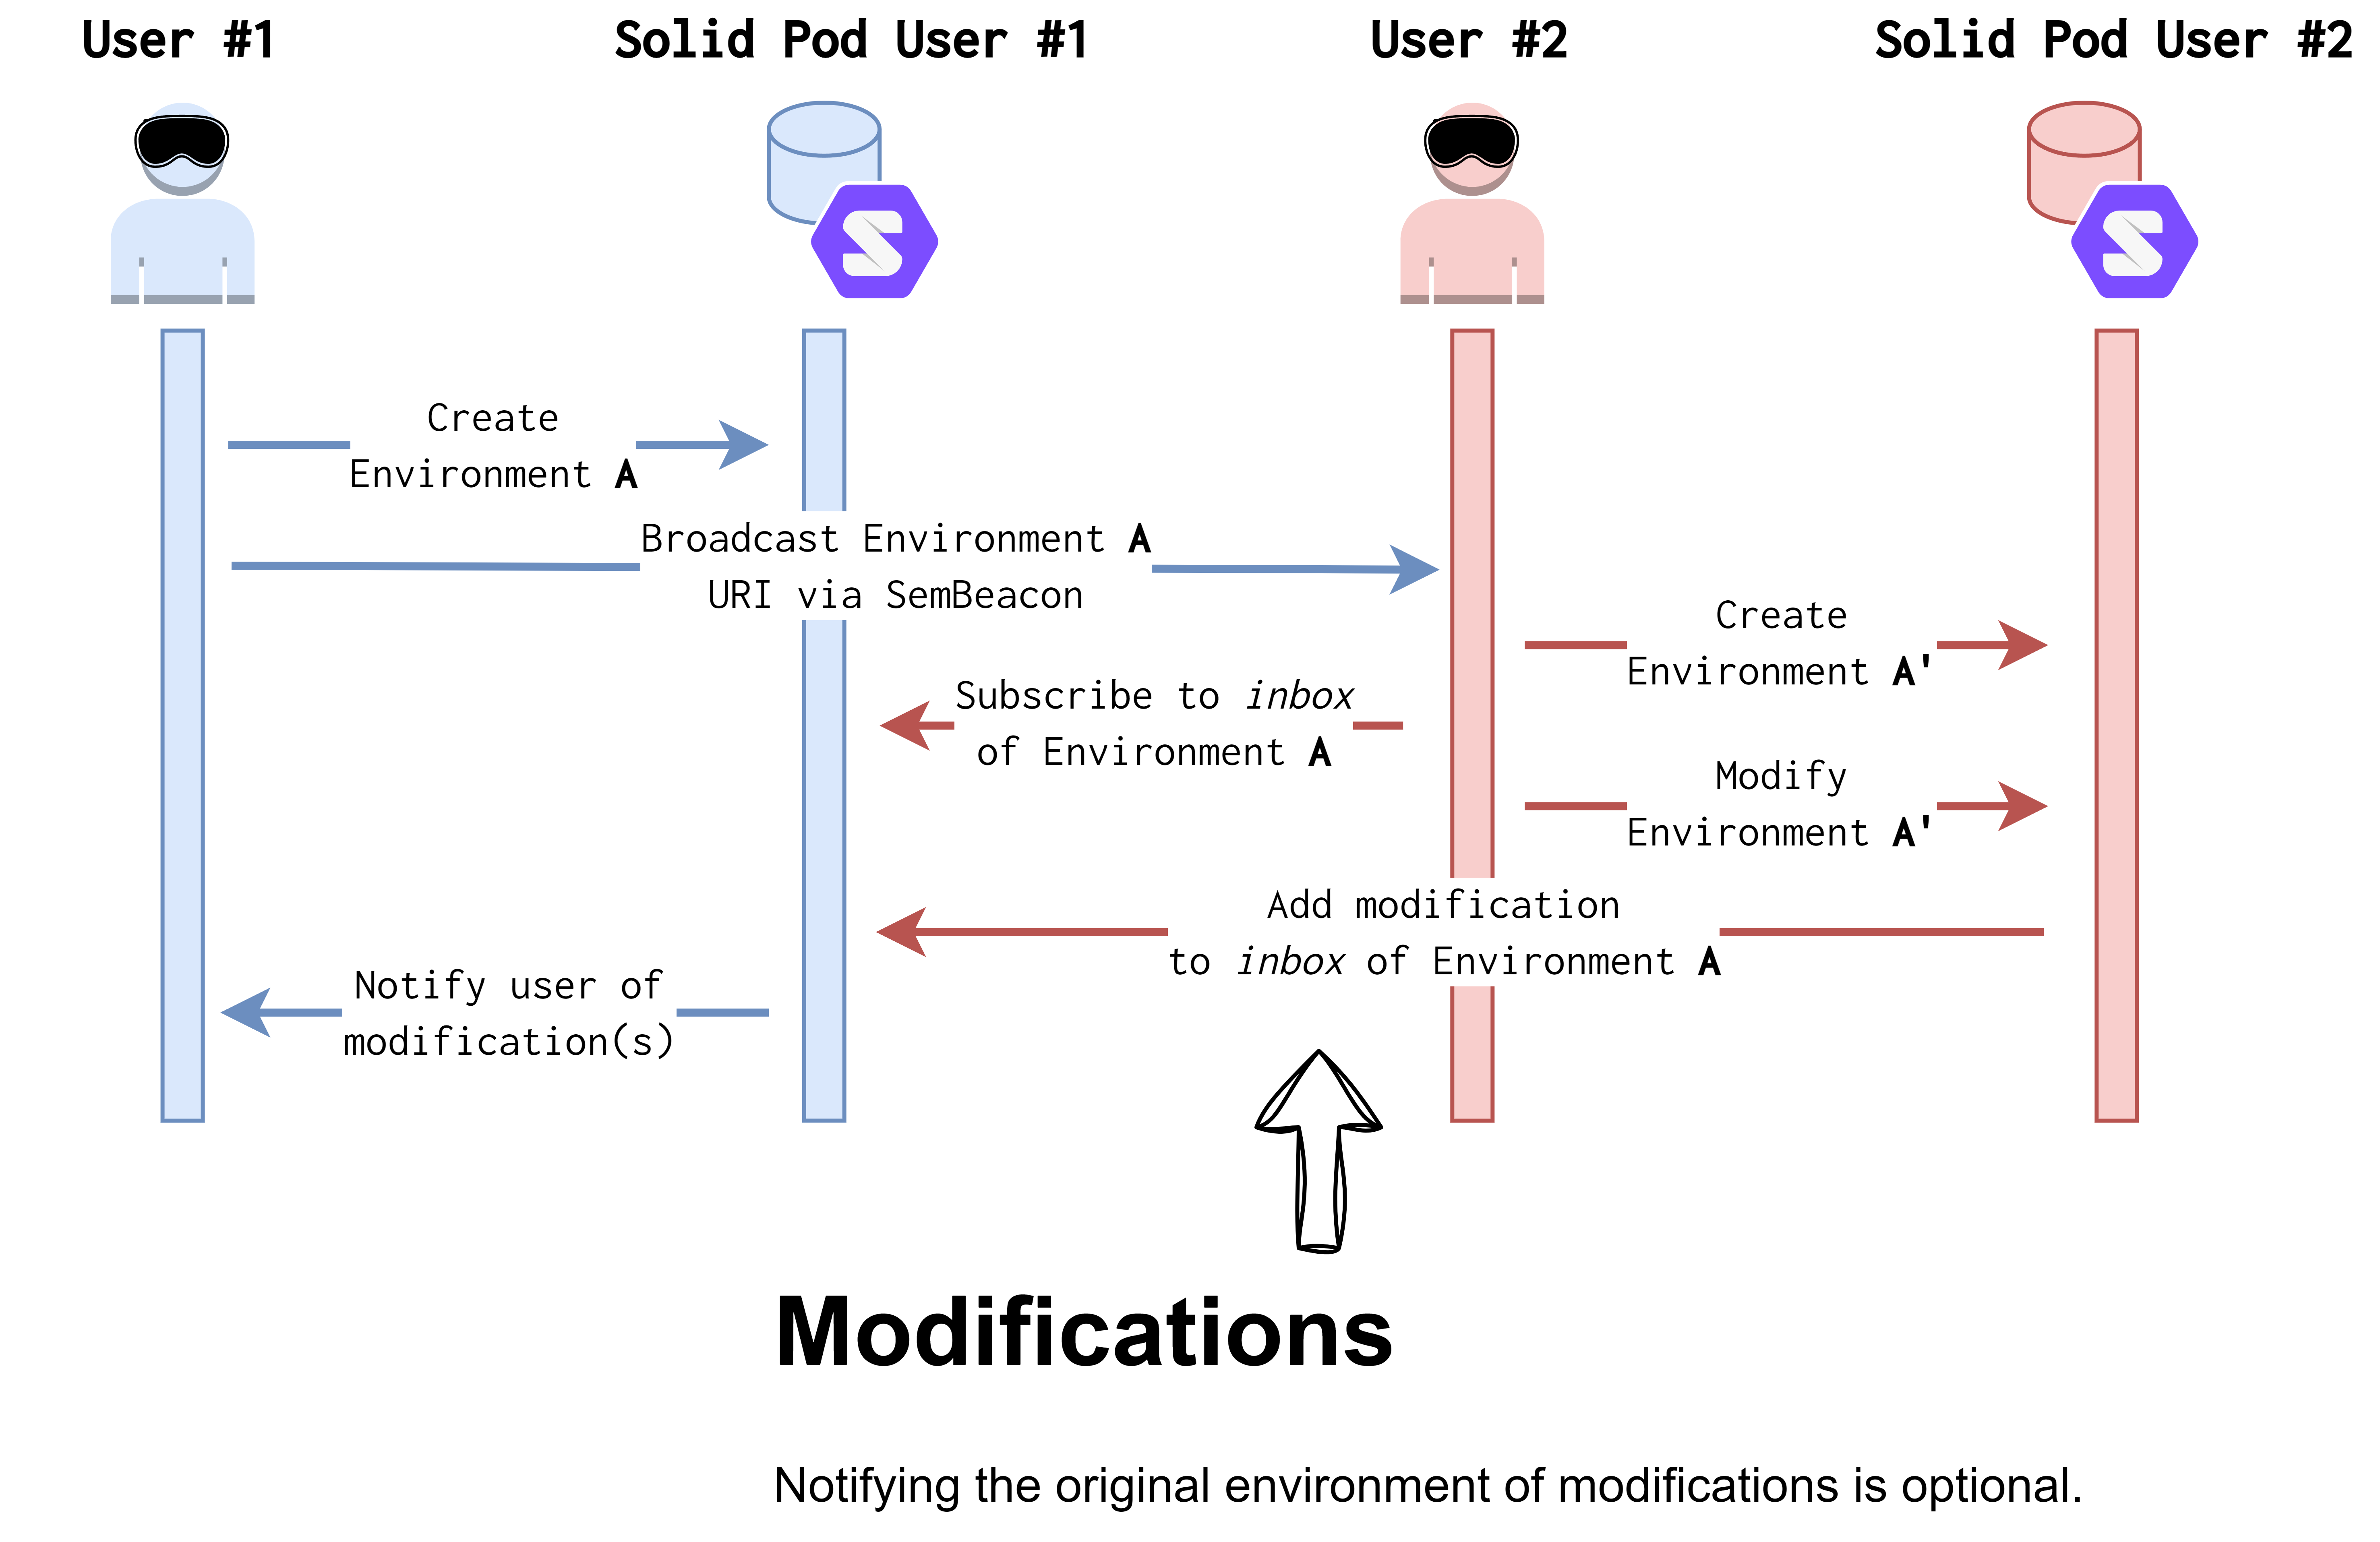 User #1
Solid Pod User #1
User #2
Solid Pod User #2
Create
Environment A
Broadcast Environment A
URI via SemBeacon
Create
Environment A'
Subscribe to inbox
of Environment A
Modify
Environment A'
Add modification
to inbox of Environment A
Notify user of
modification(s)
Modifications
Notifying the original environment of modifications is optional.